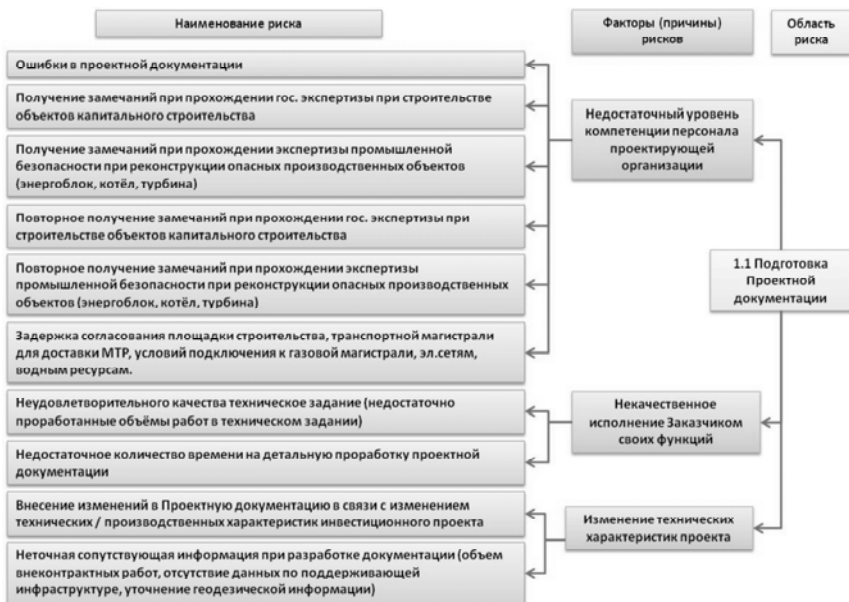 Наименование риска
Факторы (причины)
рисков
Область
риска
Ошибки в проектной документации
Получение замечаний при прохождении гос. экспертизы при строительстве
объектов капитального строительства
Получение замечаний при прохождении экспертизы промышленной
безопасности при реконструкции опасных производственных объектов
(энергоблок, котёл, турбина)
Повторное получение замечаний при прохождении гос. экспертизы при
строительстве объектов капитального строительства
Повторное получение замечаний при прохождении экспертизы
промышленной безопасности при реконструкции опасных производственных
объектов (энергоблок, котёл, турбина)
Задержка согласования площадки строительства, транспортной магистрали
для доставки МТР, условий подключения к газовой магистрали, эл.сетям,
водным ресурсам.
Неудовлетворительного качества техническое задание (недостаточно
проработанные объёмы работ в техническом задании)
Недостаточное количество времени на детальную проработку проектной
документации
Внесение изменений в Проектную документацию в связи с изменением
технических / производственных характеристик инвестиционного проекта
Неточная сопутствующая информация при разработке документации (объем
внеконтрактных работ, отсутствие данных по поддерживающей
инфраструктуре, уточнение геодезической информации)
Недостаточный уровень
компетенции персонала
проектирующей
организации
Некачественное
исполнение Заказчиком
своих функций
Изменение технических
характеристик проекта
1.1 Подготовка
Проектной
документации